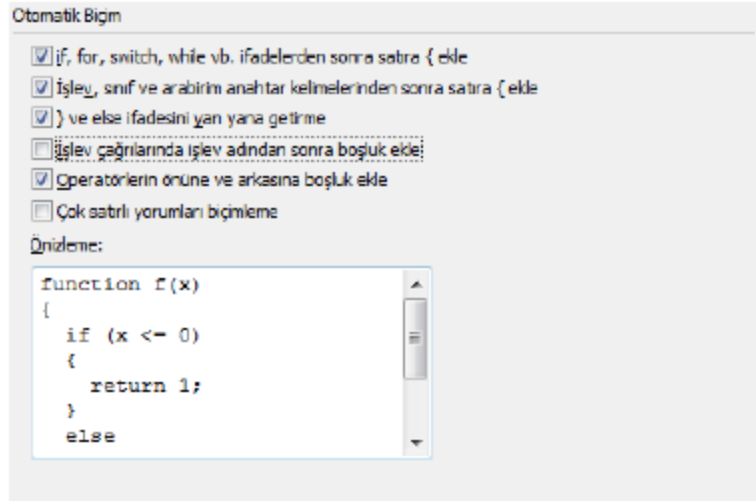 Otomatik Biçim
if, for, switch, while vb. ifadelerden sonra satıra { ekle
İşlev, sınıf ve arabirim anahtar kelimelerinden sonra satıra { ekle
} ve else ifadesini yan yana getirme
İşlev çağrılarında işlev adından sonra boşluk ekle
Operatörlerin önüne ve arkasına boşluk ekle
Çok satırlı yorumları biçimleme
Önizleme:
function f(x)
{
if (x <= 0)
{
return 1;
}
else